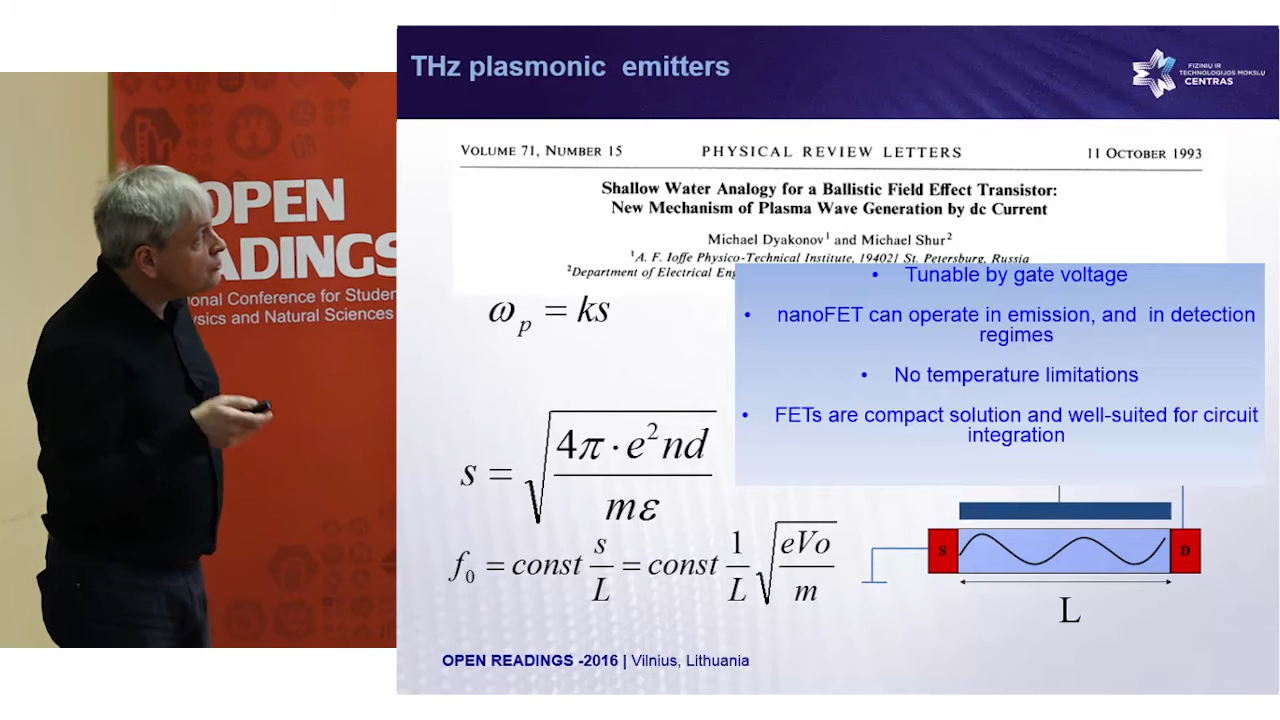 THz plasmonic emitters
FIZINIŲ IR
TECHNOLOGIJOS MOKSLŲ
CENTRAS
OPEN
READINGS
Conference for Studen
and Natural Sciences
VOLUME 71, NUMBER 15 PHYSICAL REVIEW LETTERS 11 OCTOBER 1993
Shallow Water Analogy for a Ballistic Field Effect Transistor:
New Mechanism of Plasma Wave Generation by dc Current
Michael Dyakonov¹ and Michael Shur²
¹A. F. Ioffe Physico-Technical Institute, 194021 St. Petersburg, Russia
²Department of Electrical Eng
• Tunable by gate voltage
• nanoFET can operate in emission, and in detection
regimes
• No temperature limitations
• FETs are compact solution and well-suited for circuit
integration
ω_p = ks
s = √(4π · e²nd / mε)
f₀ = const s/L = const 1/L √(eVo/m)
S D
L
OPEN READINGS -2016 | Vilnius, Lithuania